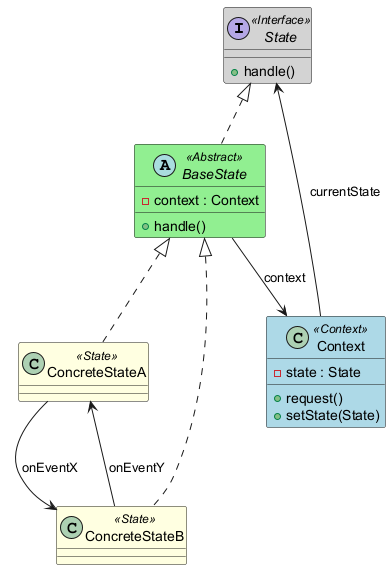 I
«Interface»
State
handle()
currentState
A
«Abstract»
BaseState
context : Context
handle()
context
C
«Context»
Context
state : State
request()
setState(State)
C
«State»
ConcreteStateA
onEventX
onEventY
C
«State»
ConcreteStateB